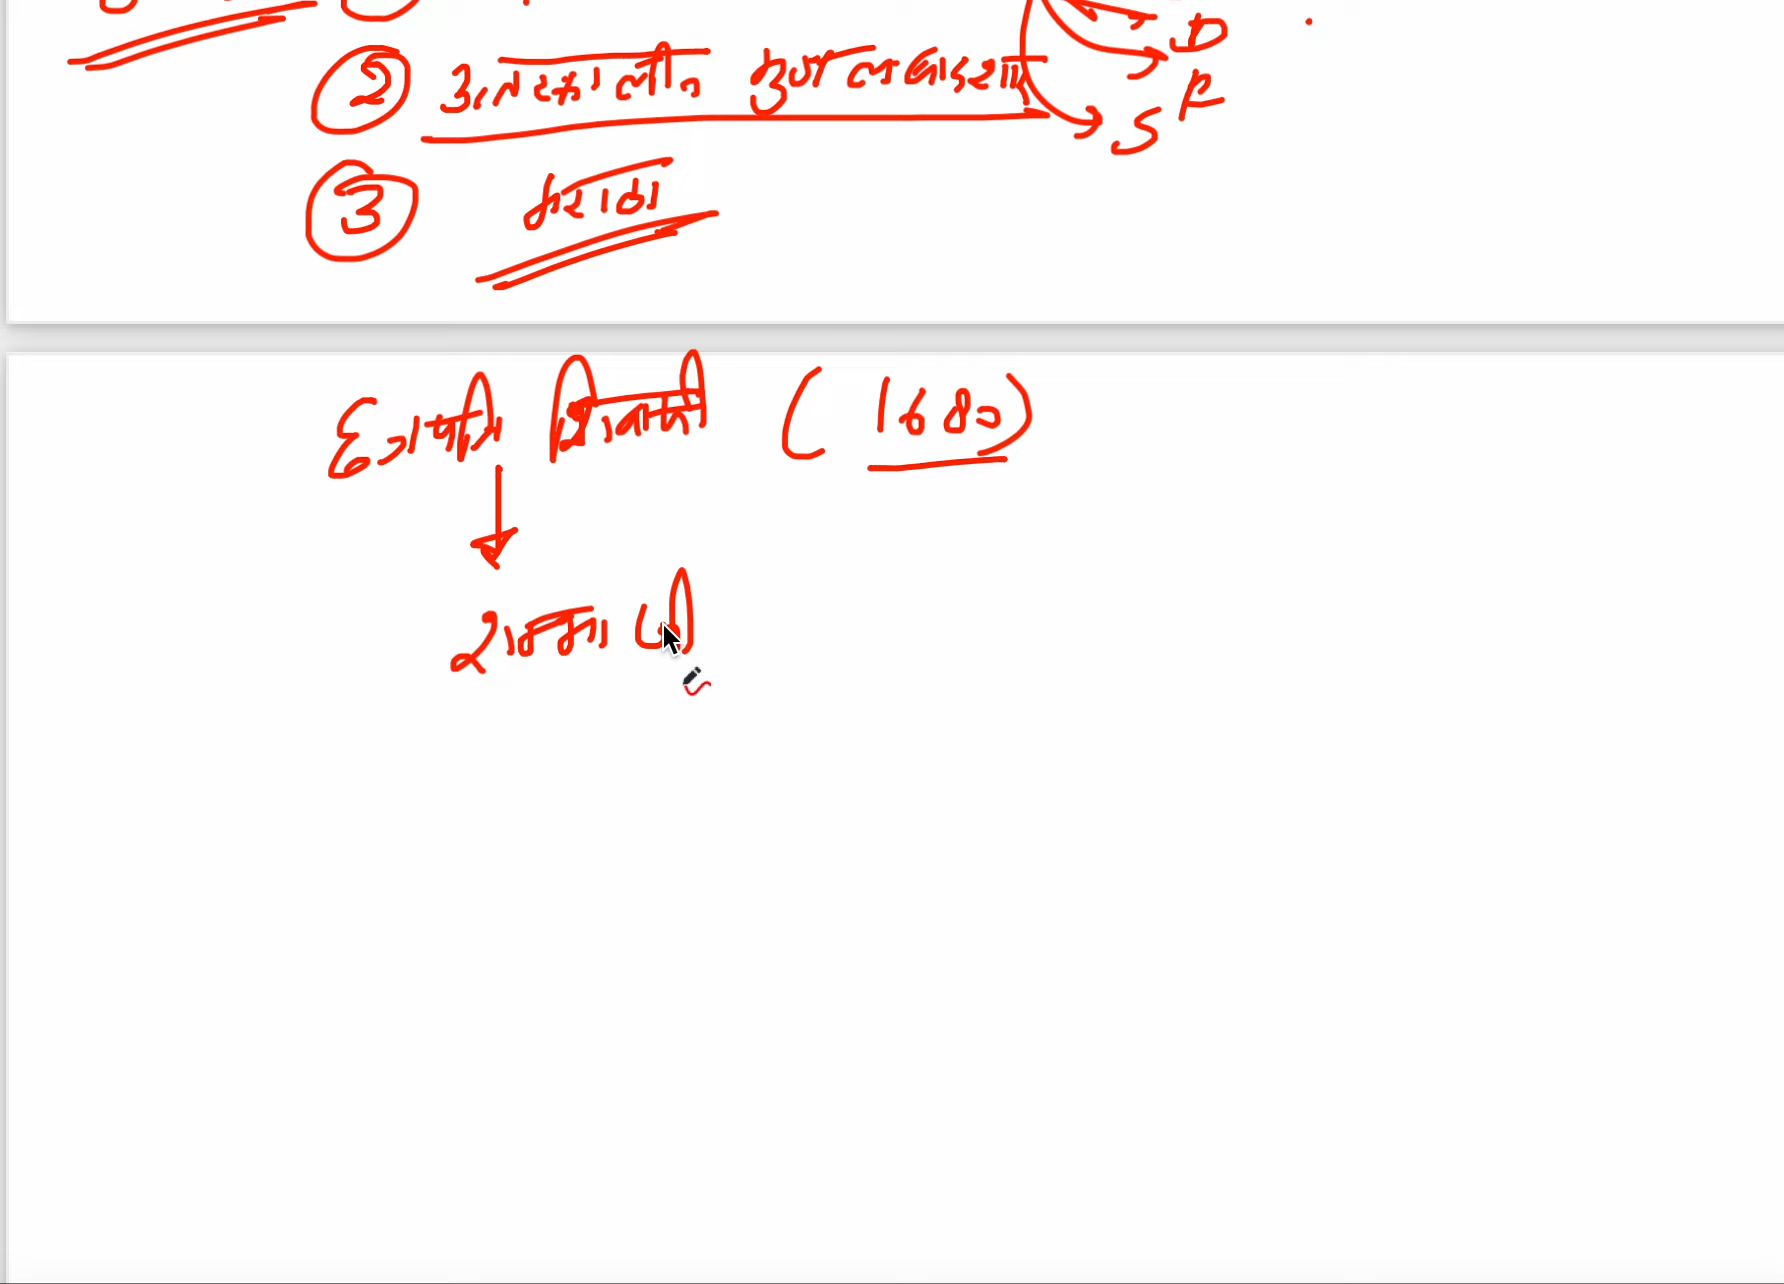 D
② उत्तरकालीन मुगल बादशाह F
S
③ मराठा
छत्रपति शिवाजी (1680)